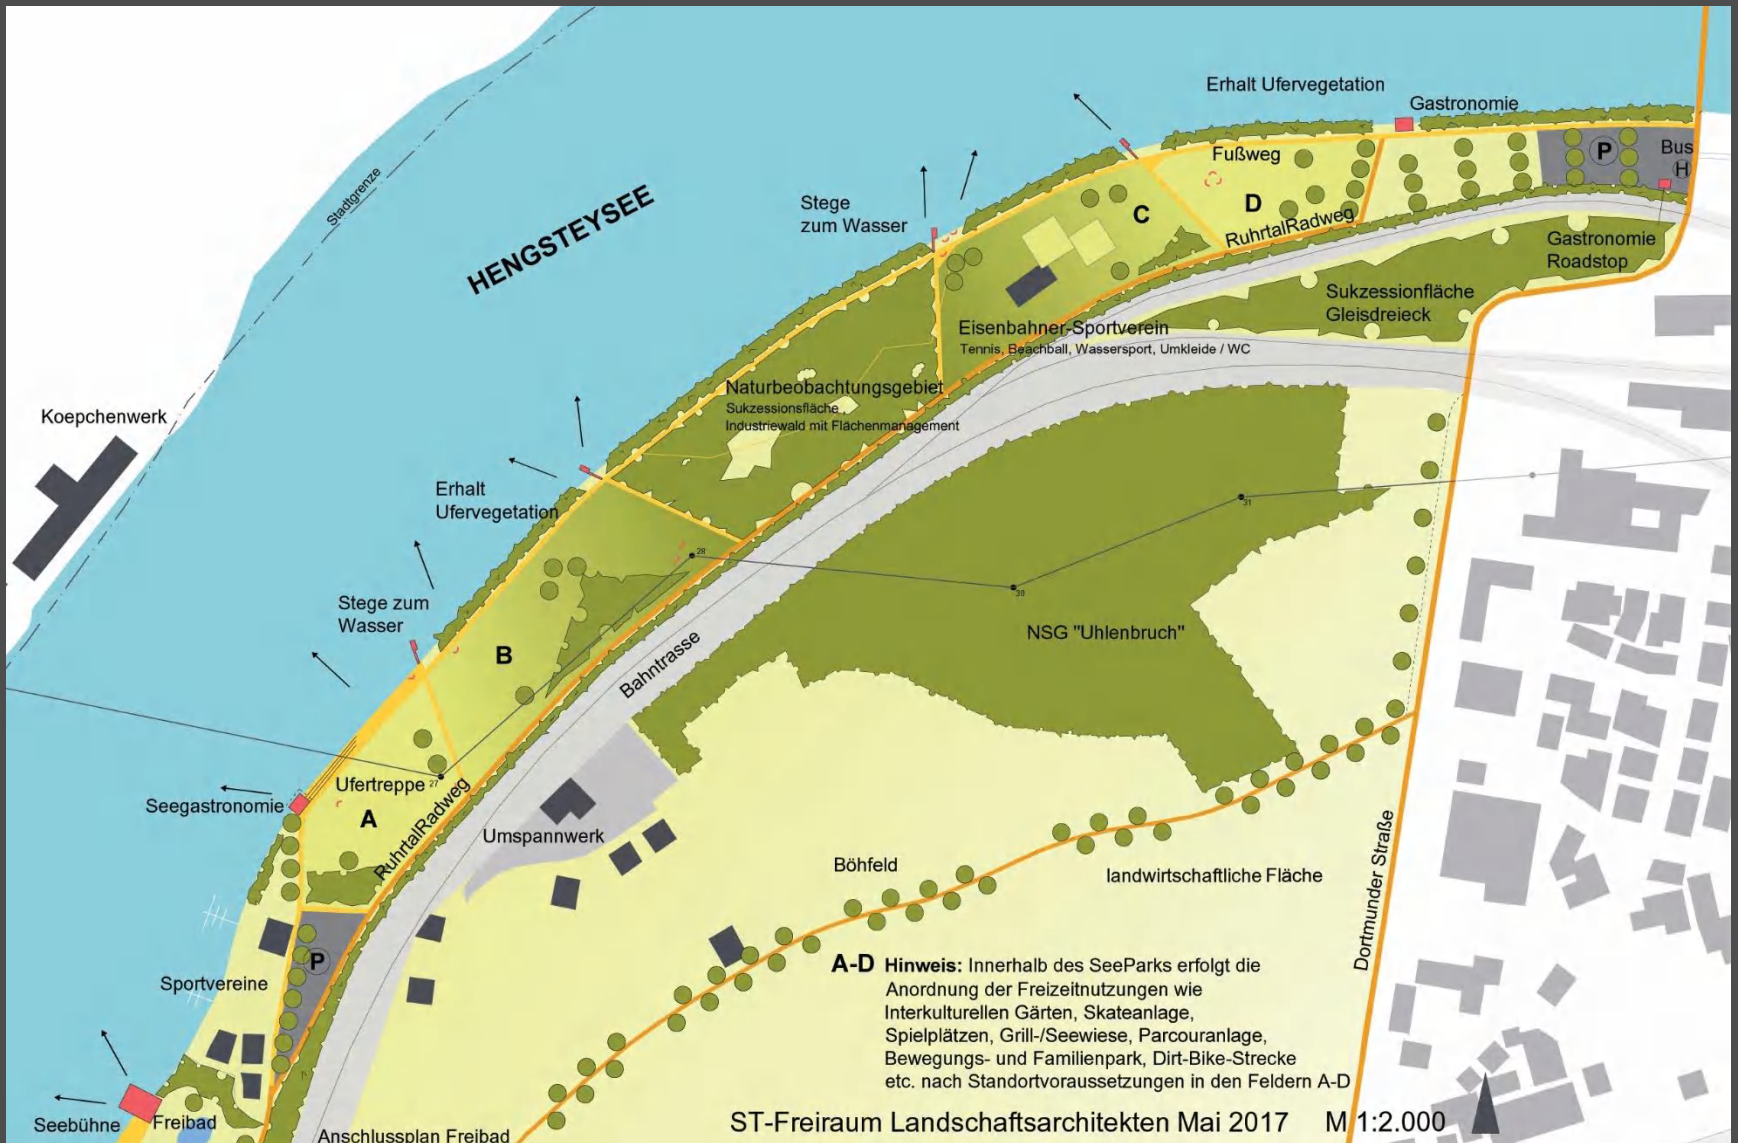 Erhalt Ufervegetation
Gastronomie
Stadtgrenze
HENGSTEYSEE
Stege
zum Wasser
Fußweg
C
D
RuhrtalRadweg
P
Bus
H
Gastronomie
Roadstop
Sukzessionfläche
Gleisdreieck
Eisenbahner-Sportverein
Tennis, Beachball, Wassersport, Umkleide / WC
Naturbeobachtungsgebiet
Sukzessionsfläche,
Industriewald mit Flächenmanagement
Koepchenwerk
Erhalt
Ufervegetation
28
30
31
Stege zum
Wasser
B
NSG "Uhlenbruch"
Bahntrasse
Ufertreppe
27
Seegastronomie
A
RuhrtalRadweg
Umspannwerk
Böhfeld
landwirtschaftliche Fläche
Dortmunder Straße
P
Sportvereine
A-D Hinweis: Innerhalb des SeeParks erfolgt die
Anordnung der Freizeitnutzungen wie
Interkulturellen Gärten, Skateanlage,
Spielplätzen, Grill-/Seewiese, Parcouranlage,
Bewegungs- und Familienpark, Dirt-Bike-Strecke
etc. nach Standortvoraussetzungen in den Feldern A-D
Seebühne
Freibad
Anschlussplan Freibad
ST-Freiraum Landschaftsarchitekten Mai 2017 M 1:2.000